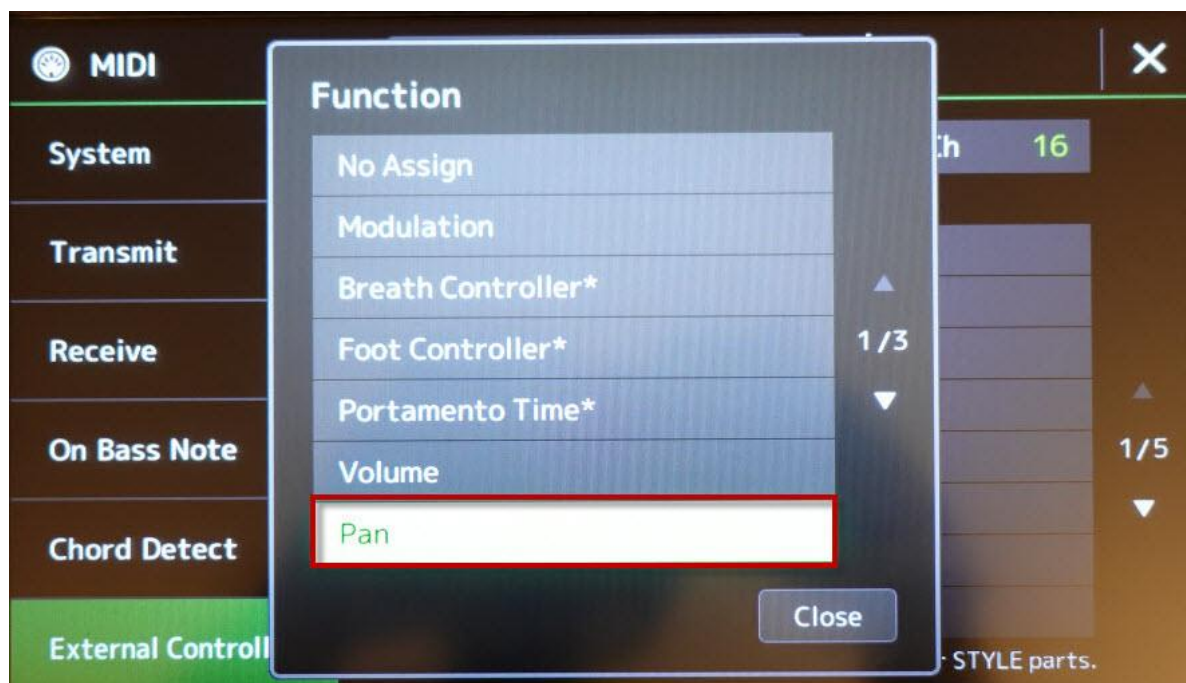 MIDI
Function
System
No Assign
Ch 16
Modulation
Transmit
Breath Controller*
Receive
Foot Controller*
1/3
Portamento Time*
On Bass Note
Volume
1/5
Pan
Chord Detect
Close
External Controll
STYLE parts.